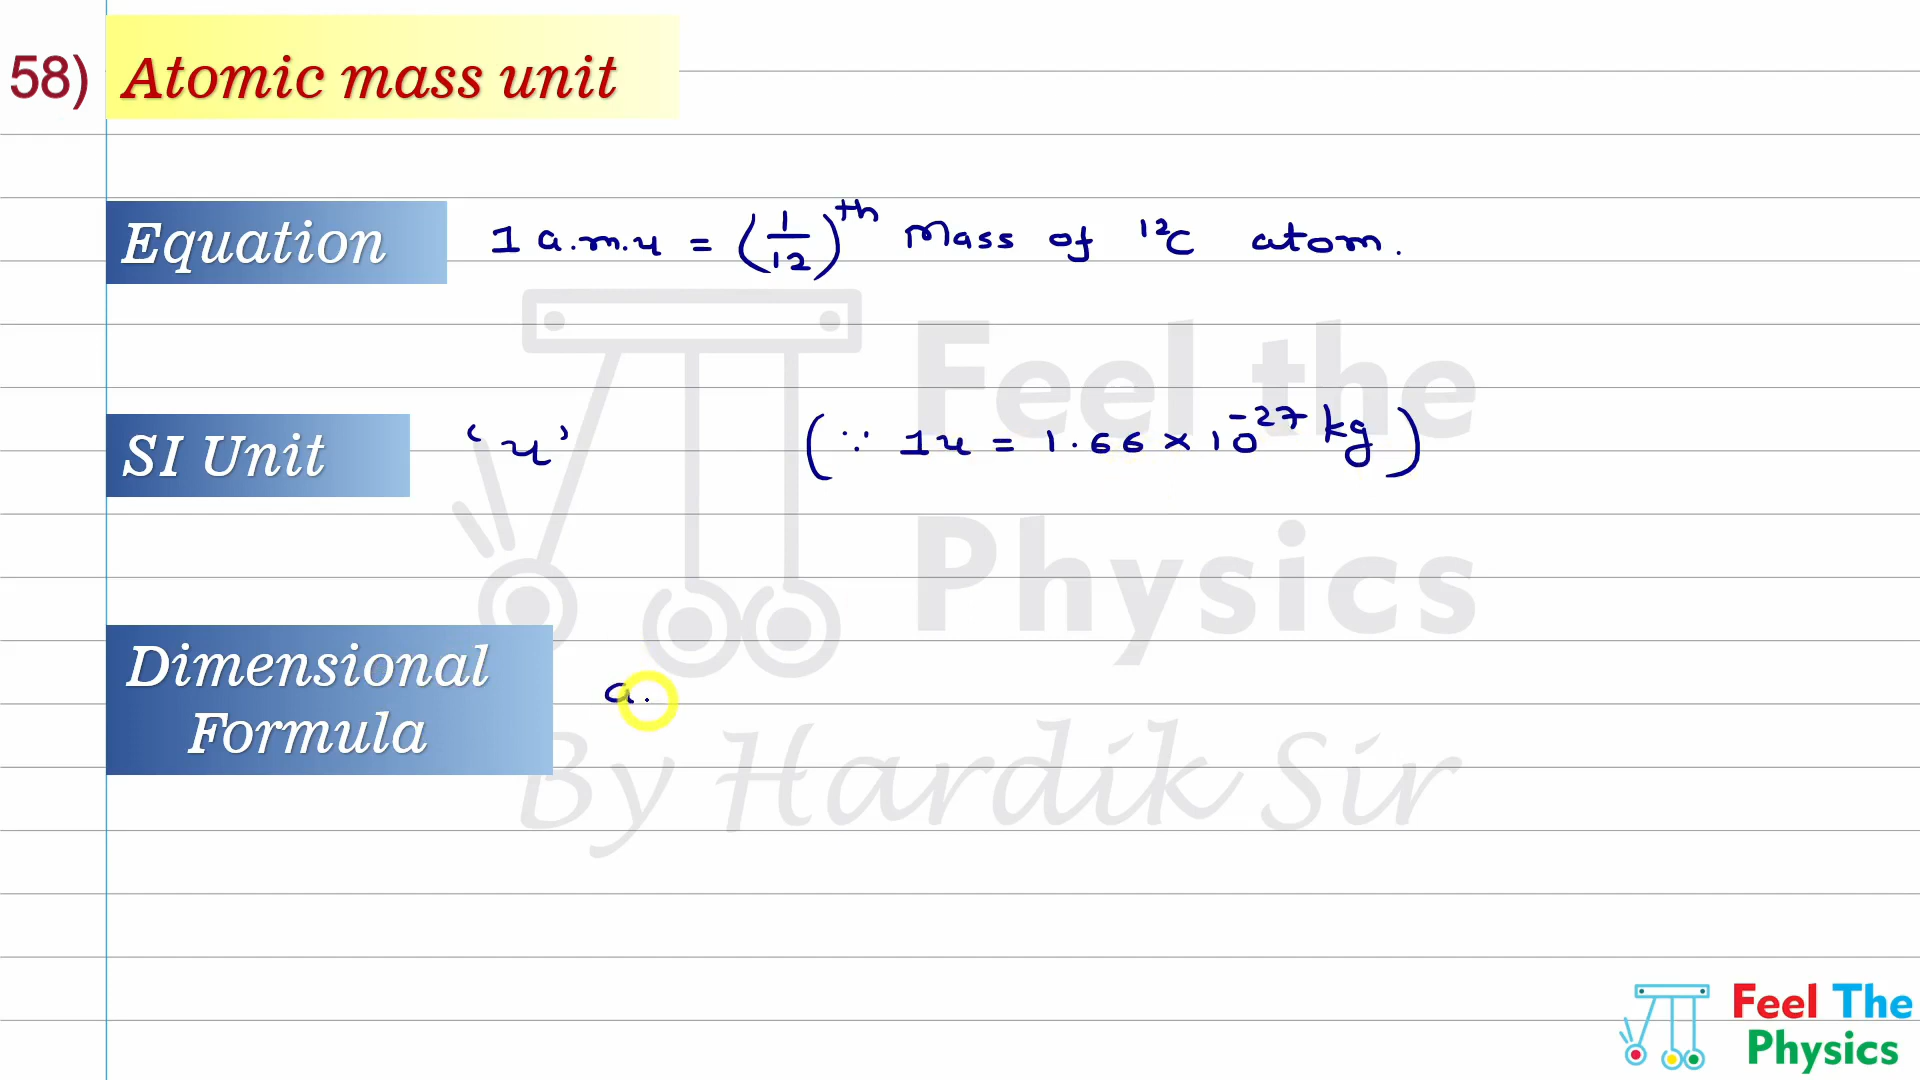 58) Atomic mass unit
Equation 1 a.m.u = (1/12)ᵗʰ Mass of ¹²C atom.
SI Unit 'u' (∵ 1u = 1.66 × 10⁻²⁷ kg)
Feel the
Physics
Dimensional
Formula
a.
By Hardik Sir
Feel The
Physics